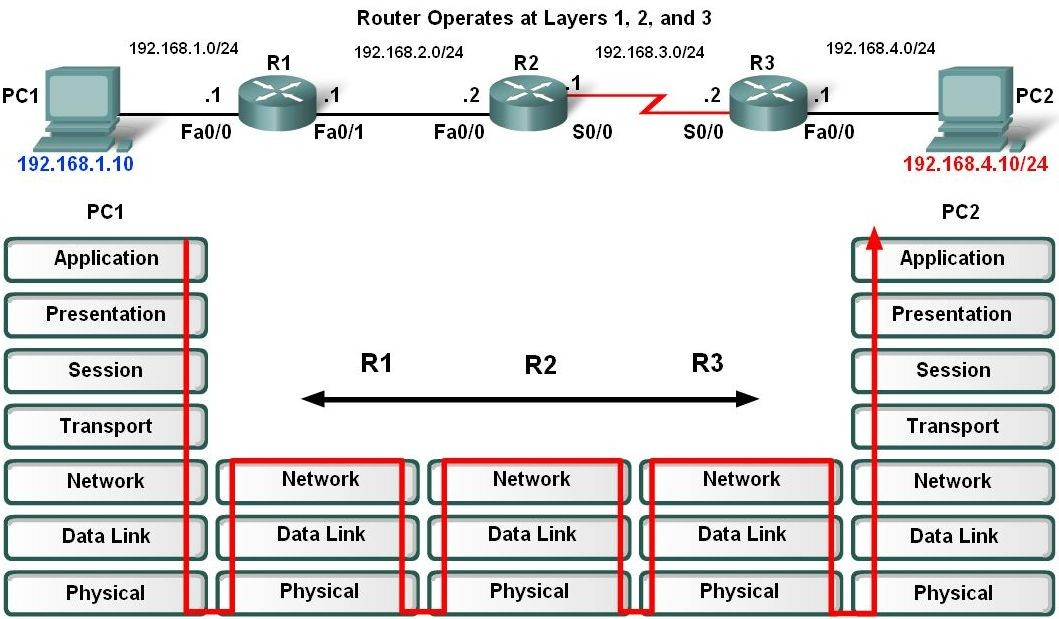 Router Operates at Layers 1, 2, and 3
192.168.1.0/24 192.168.2.0/24 192.168.3.0/24 192.168.4.0/24
R1 R2 R3
PC1 .1 .1 .2 .1 .2 .1 PC2
Fa0/0 Fa0/1 Fa0/0 S0/0 S0/0 Fa0/0
192.168.1.10 192.168.4.10/24
PC1 PC2
Application Application
Presentation Presentation
R1 R2 R3
Session Session
Transport Transport
Network Network Network Network Network
Data Link Data Link Data Link Data Link Data Link
Physical Physical Physical Physical Physical